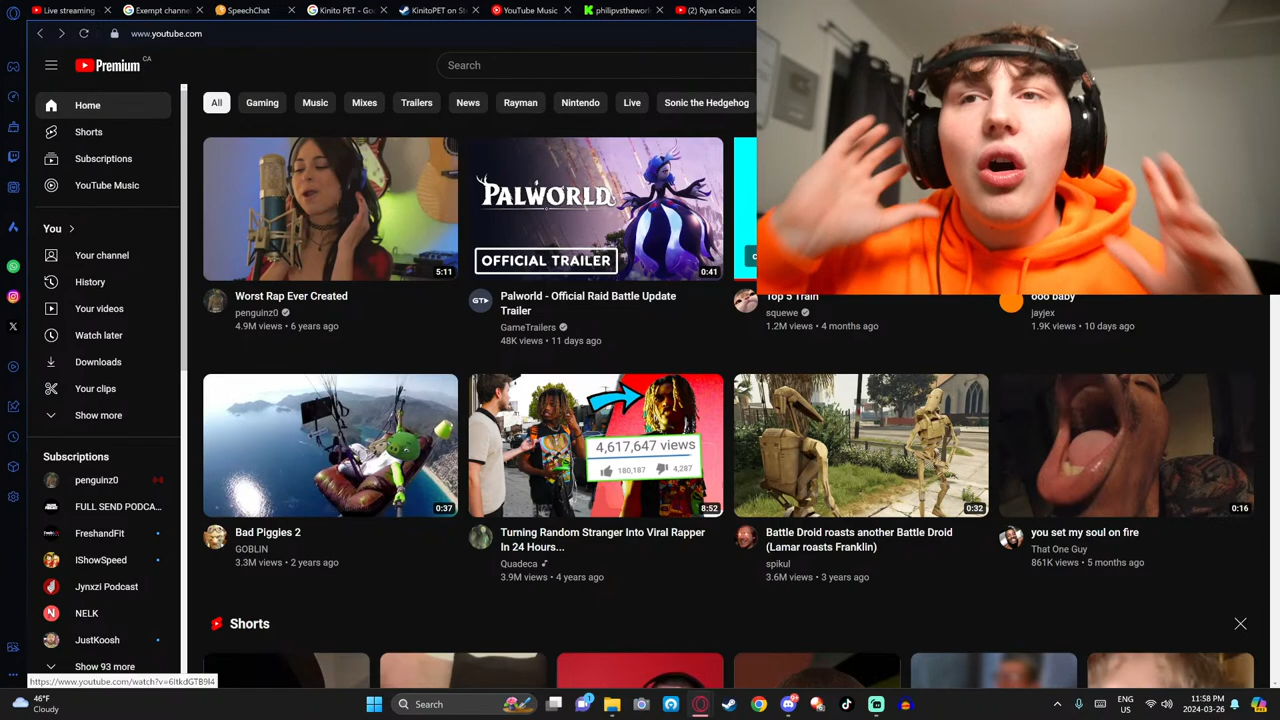 Live streaming
Exempt channel
SpeechChat
Kinito PET - Go
KinitoPET on St
YouTube Music
philipvsthework
(2) Ryan Garcia
www.youtube.com
Premium CA
Search
All
Gaming
Music
Mixes
Trailers
News
Rayman
Nintendo
Live
Sonic the Hedgehog
Home
Shorts
Subscriptions
YouTube Music
You
Your channel
History
Your videos
Watch later
Downloads
Your clips
Show more
Subscriptions
penguinz0
FULL SEND PODCA...
FreshandFit
IShowSpeed
Jynxzi Podcast
NELK
JustKoosh
Show 93 more
5:11
Worst Rap Ever Created
penguinz0
4.9M views • 6 years ago
PALWORLD
OFFICIAL TRAILER
0:41
GT
Palworld - Official Raid Battle Update
Trailer
GameTrailers
48K views • 11 days ago
Top 5 Train
squewe
1.2M views • 4 months ago
ooo baby
jayjex
1.9K views • 10 days ago
0:37
Bad PIggies 2
GOBLIN
3.3M views • 2 years ago
4,617,647 views
180,187
4,287
8:52
Turning Random Stranger Into Viral Rapper
In 24 Hours...
Quadeca
3.9M views • 4 years ago
0:32
Battle Droid roasts another Battle Droid
(Lamar roasts Franklin)
spikul
3.6M views • 3 years ago
0:16
you set my soul on fire
That One Guy
861K views • 5 months ago
Shorts
https://www.youtube.com/watch?v=6ItkdGTB9I4
46°F
Cloudy
Search
ENG
US
11:58 PM
2024-03-26